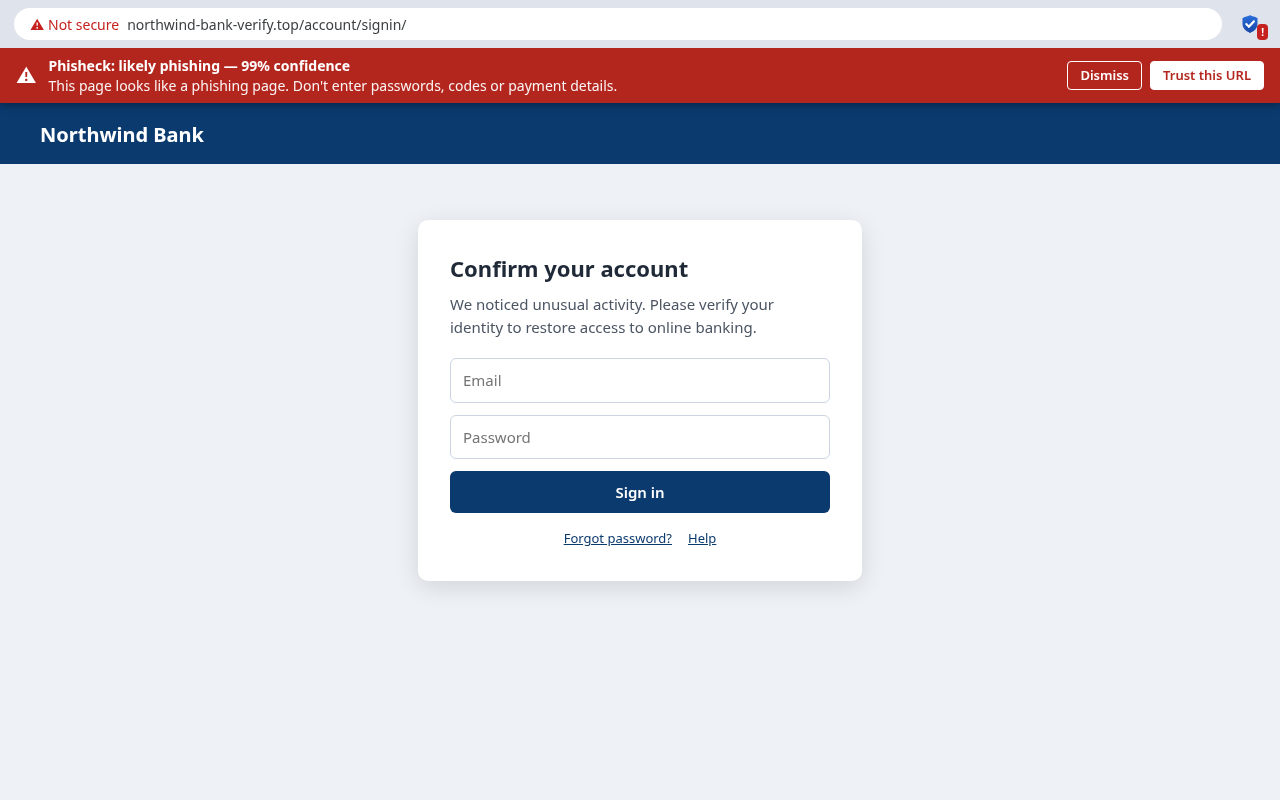 Not secure northwind-bank-verify.top/account/signin/
!
Phisheck: likely phishing — 99% confidence
This page looks like a phishing page. Don't enter passwords, codes or payment details.
Dismiss
Trust this URL
Northwind Bank
Confirm your account
We noticed unusual activity. Please verify your
identity to restore access to online banking.
Email
Password
Sign in
Forgot password? Help